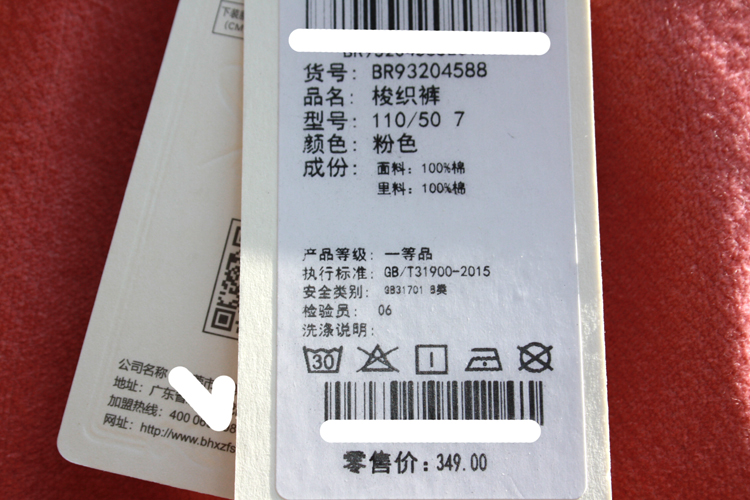 下装
(CM
货号: BR93204588
品名: 梭织裤
型号: 110/50 7
颜色: 粉色
成份: 面料: 100%棉
里料: 100%棉
产品等级: 一等品
执行标准: GB/T31900-2015
安全类别: GB31701 B类
检验员: 06
洗涤说明:
30
零售价: 349.00
公司名称
地址: 广东
加盟热线: 400
网址: http://www.bhxzfs